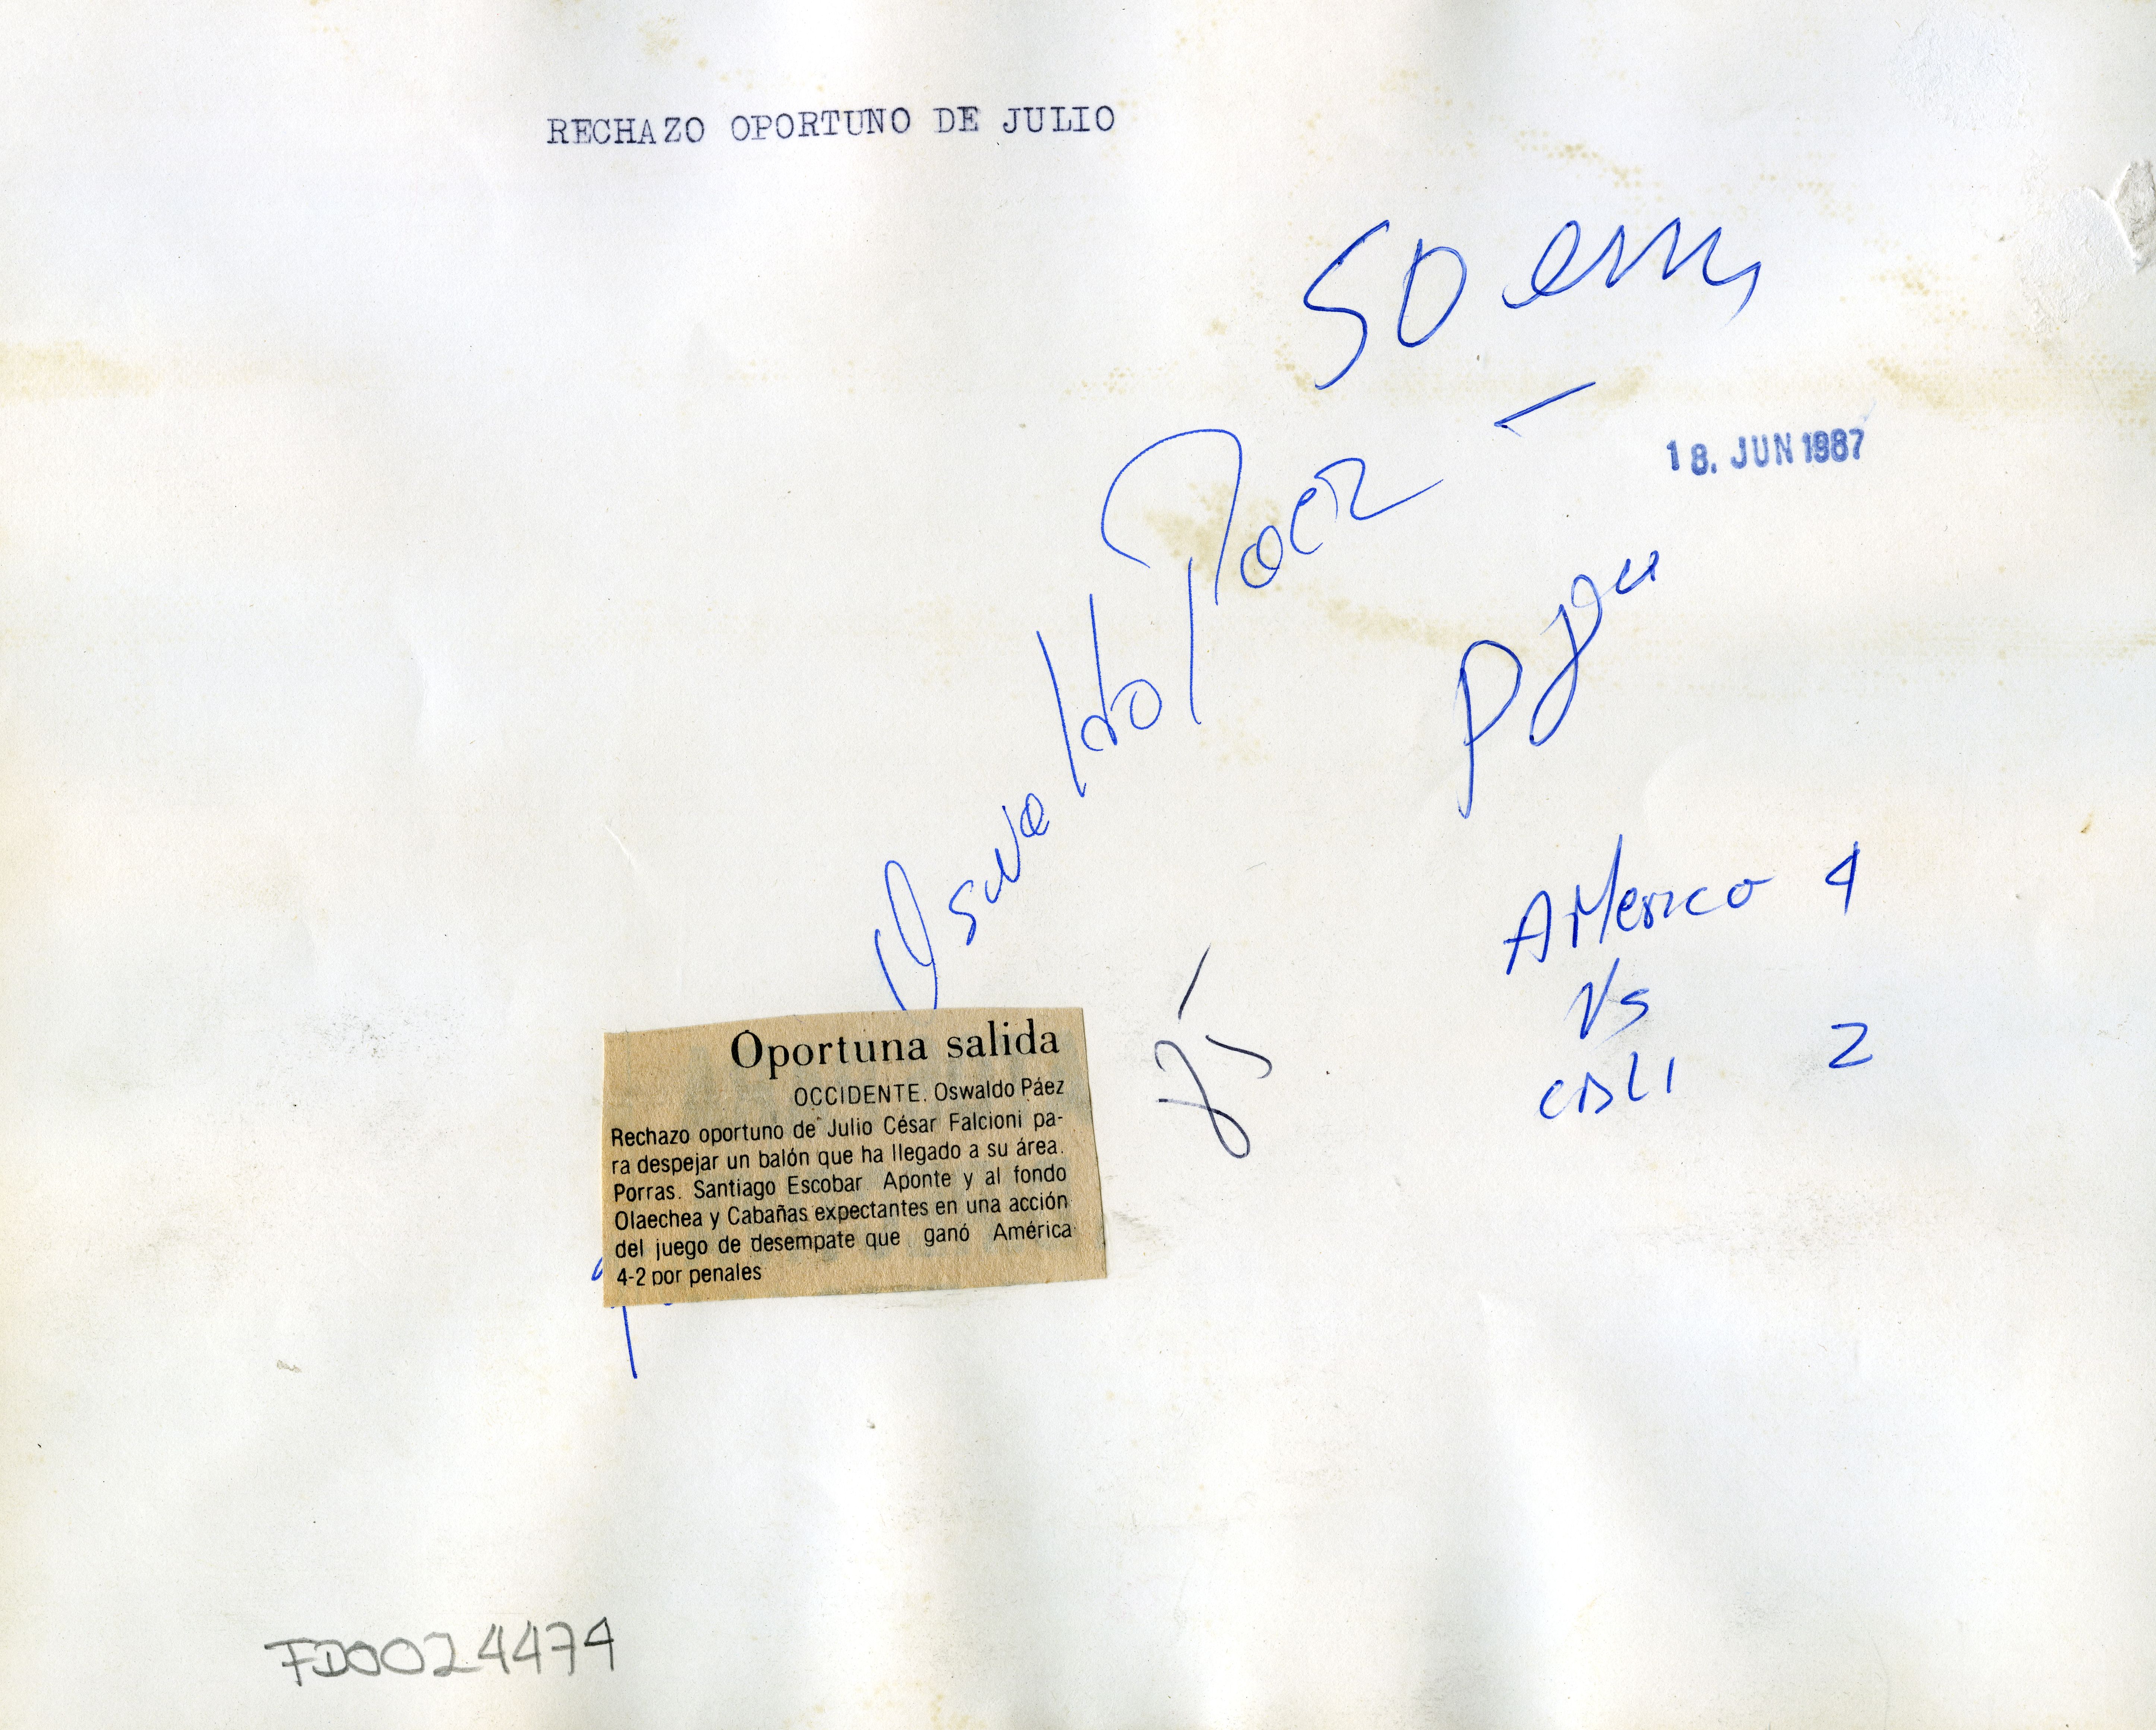 RECHAZO OPORTUNO DE JULIO
50 ems
18. JUN 1987
Oswaldo Paez -
AMERICA 4
Vs
CALI 2
Oportuna salida
OCCIDENTE. Oswaldo Páez
Rechazo oportuno de Julio César Falcioni pa-
ra despejar un balón que ha llegado a su área.
Porras. Santiago Escobar Aponte y al fondo
Olaechea y Cabañas expectantes en una acción
del juego de desempate que ganó América
4-2 por penales
FD0024474